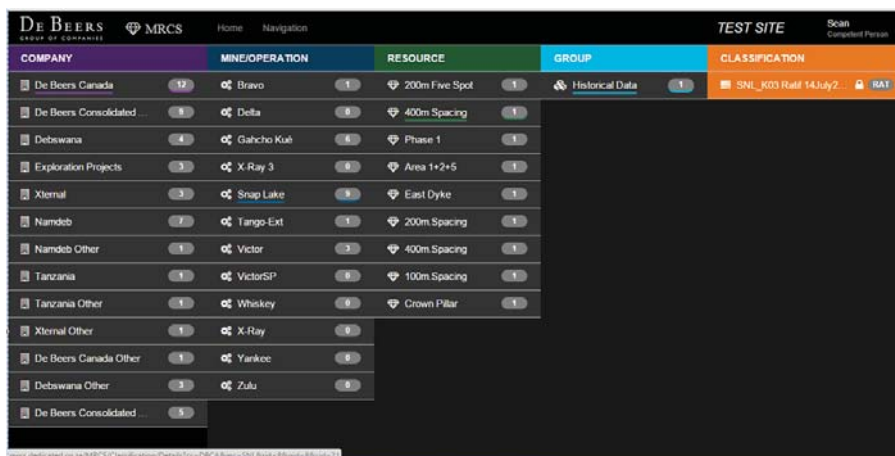 DE BEERS
GROUP OF COMPANIES
MRCS
Home Navigation
TEST SITE
Sean
Competent Person
COMPANY
De Beers Canada 12
De Beers Consolidated ...
Debswana 4
Exploration Projects 3
Xternal 3
Namdeb 7
Namdeb Other 1
Tanzania 1
Tanzania Other 1
Xternal Other 1
De Beers Canada Other 1
Debswana Other 3
De Beers Consolidated ... 5
MINE/OPERATION
Bravo 1
Delta 0
Gahcho Kué 6
X-Ray 3 0
Snap Lake 9
Tango-Ext 1
Victor 3
VictorSP 0
Whiskey 0
X-Ray 0
Yankee 0
Zulu 0
RESOURCE
200m Five Spot 1
400m Spacing 1
Phase 1 1
Area 1+2+5 1
East Dyke 1
200m.Spacing 1
400m.Spacing 1
100m.Spacing 1
Crown Pillar 1
GROUP
Historical Data 1
CLASSIFICATION
SNL_K03 Ratif 14July2... RAT